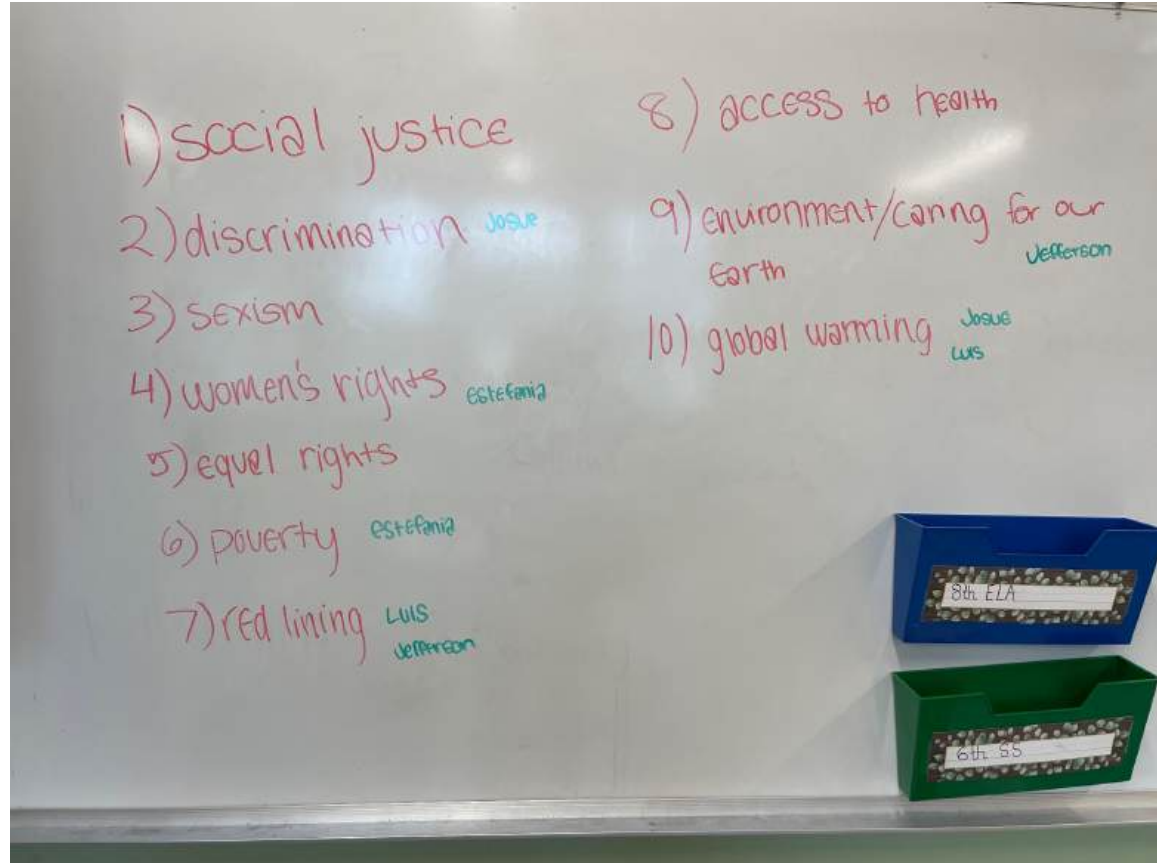 1) social justice
2) discrimination Josue
3) sexism
4) women's rights estefania
5) equal rights
6) poverty estefania
7) red lining LUIS
Jefferson
8) access to health
9) environment/caring for our
Jefferson
Earth
10) global warming Josue
LUIS
8th ELA
6th SS